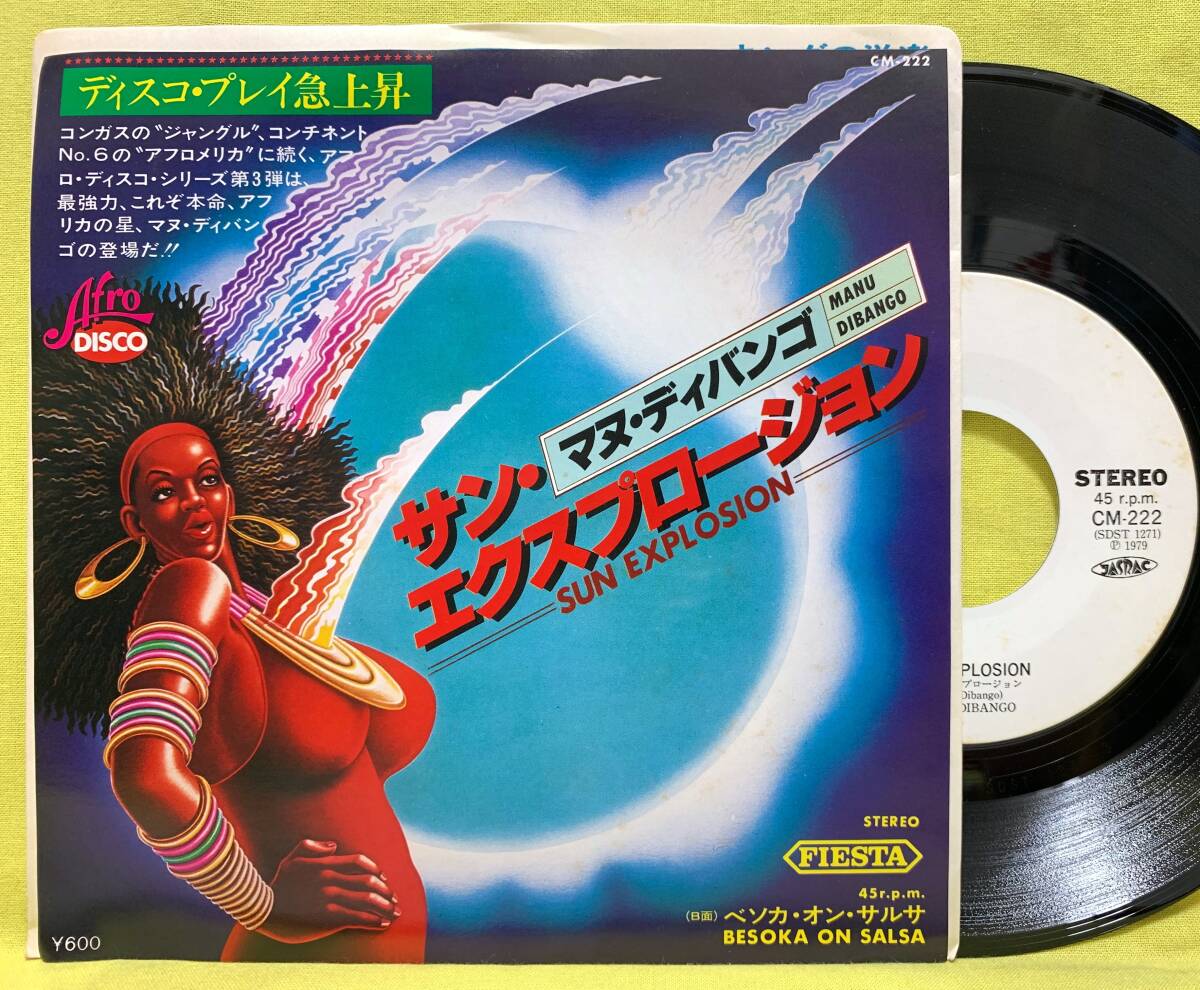 CM-222
ディスコ・プレイ急上昇
コンガスの“ジャングル”、コンチネント
No.6の“アフロメリカ”に続く、アフ
ロ・ディスコ・シリーズ第3弾は、
最強力、これぞ本命、アフ
リカの星、マヌ・ディバン
ゴの登場だ!!
Afro
DISCO
マヌ・ディバンゴ
MANU
DIBANGO
サン・
エクスプロージョン
SUN EXPLOSION
STEREO
FIESTA
45r.p.m.
(B面) ベソカ・オン・サルサ
BESOKA ON SALSA
¥600
STEREO
45 r.p.m.
CM-222
(SDST 1271)
℗ 1979
JASRAC
PLOSION
プロージョン
Dibango)
DIBANGO